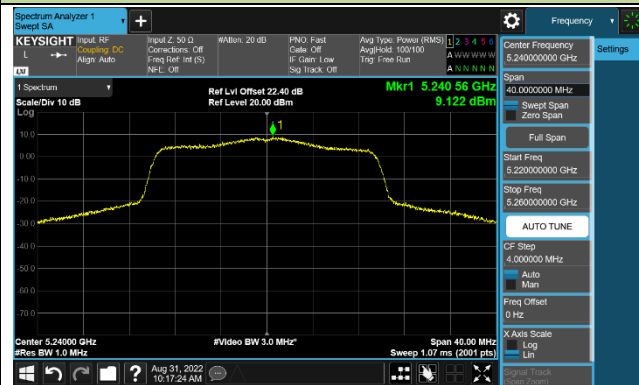 Spectrum Analyzer 1
Swept SA
+
Frequency
KEYSIGHT
Input: RF
Coupling: DC
Align: Auto
Input Z: 50 Ω
Corrections: Off
Freq Ref: Int (S)
NFE: Off
#Atten: 20 dB
PNO: Fast
Gate: Off
IF Gain: Low
Sig Track: Off
Avg Type: Power (RMS)
Avg|Hold: 100/100
Trig: Free Run
1 2 3 4 5 6
A W W W W W
A N N N N N
L
LXI
1 Spectrum
Scale/Div 10 dB
Log
Ref Lvl Offset 22.40 dB
Ref Level 20.00 dBm
Mkr1 5.240 56 GHz
9.122 dBm
1
10.0
0.00
-10.0
-20.0
-30.0
-40.0
-50.0
-60.0
-70.0
Center 5.24000 GHz
#Res BW 1.0 MHz
#Video BW 3.0 MHz*
Span 40.00 MHz
Sweep 1.07 ms (2001 pts)
Aug 31, 2022
10:17:24 AM
?
Center Frequency
5.240000000 GHz
Settings
Span
40.0000000 MHz
Swept Span
Zero Span
Full Span
Start Freq
5.220000000 GHz
Stop Freq
5.260000000 GHz
AUTO TUNE
CF Step
4.000000 MHz
Auto
Man
Freq Offset
0 Hz
X Axis Scale
Log
Lin
Signal Track
(Span Zoom)